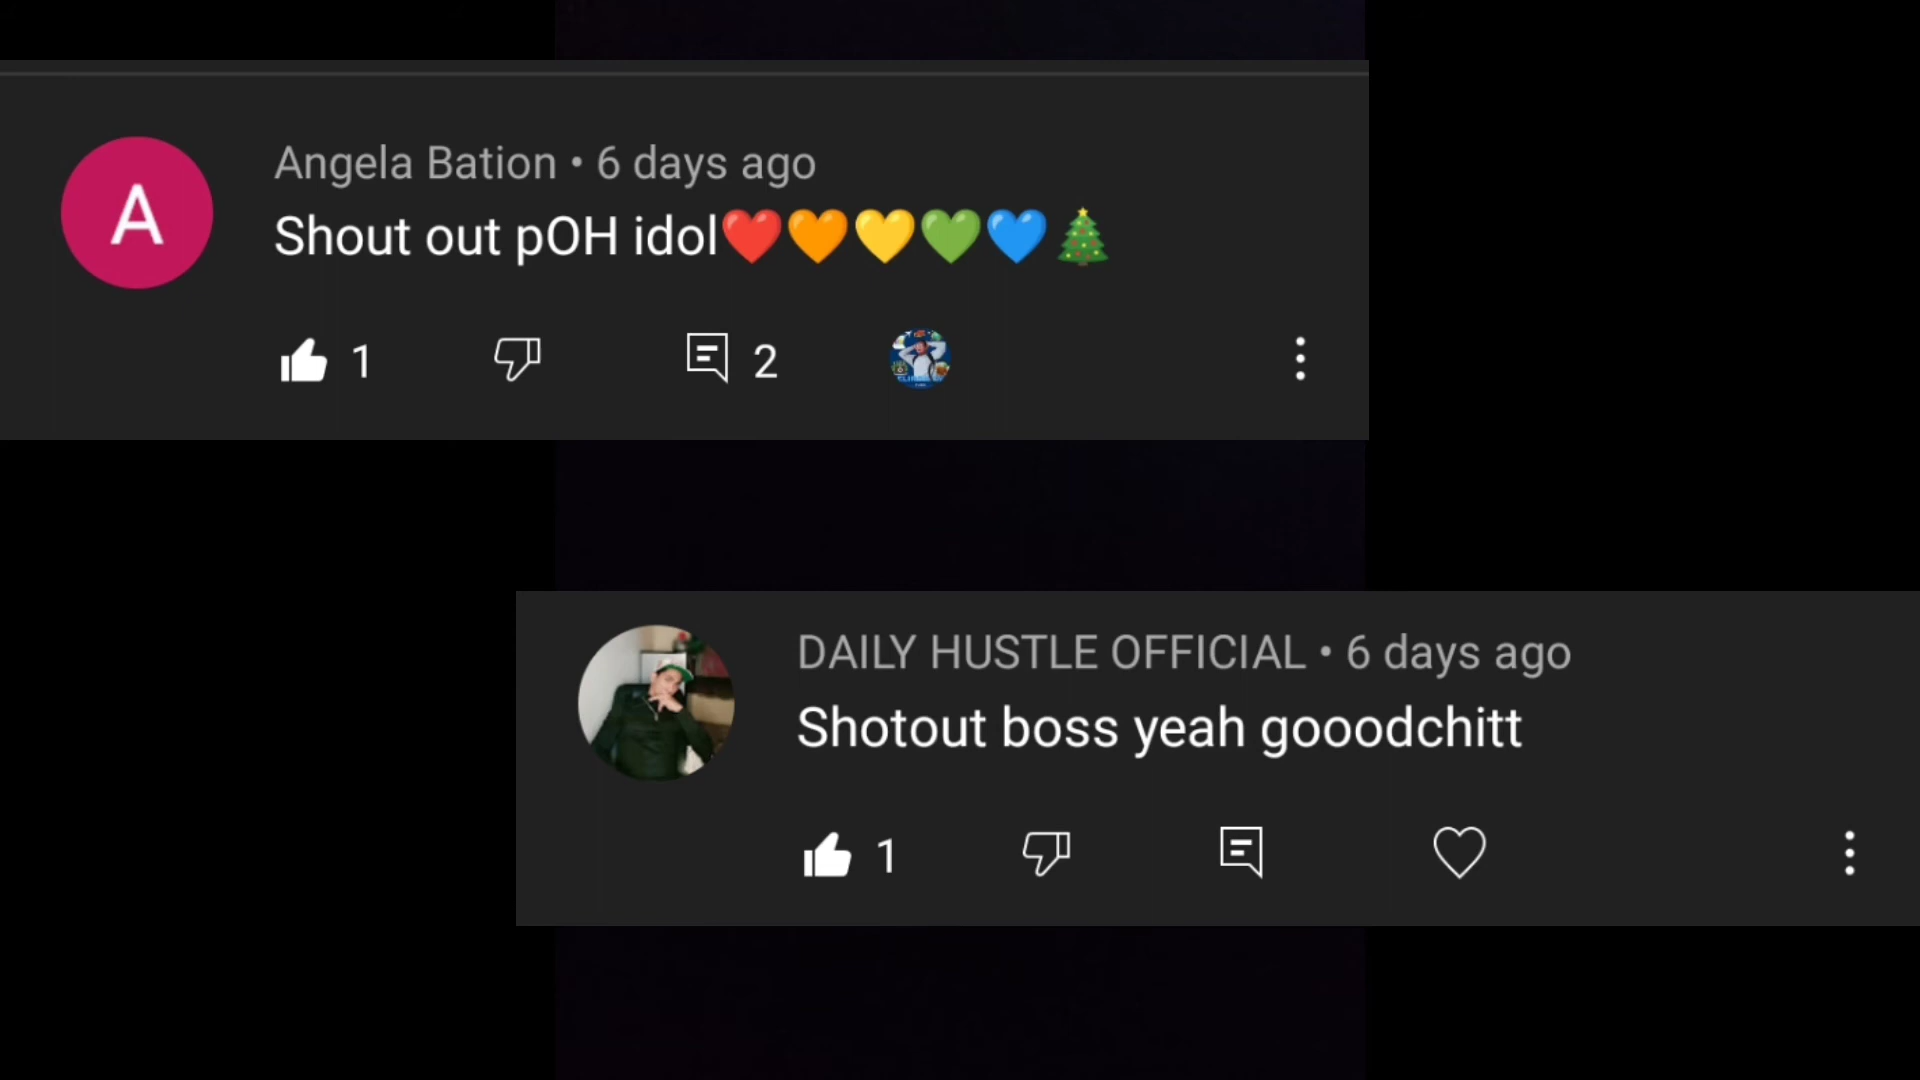 A
Angela Bation • 6 days ago
Shout out pOH idol❤️🧡💛💚💙🎄
1
2
DAILY HUSTLE OFFICIAL • 6 days ago
Shotout boss yeah gooodchitt
1